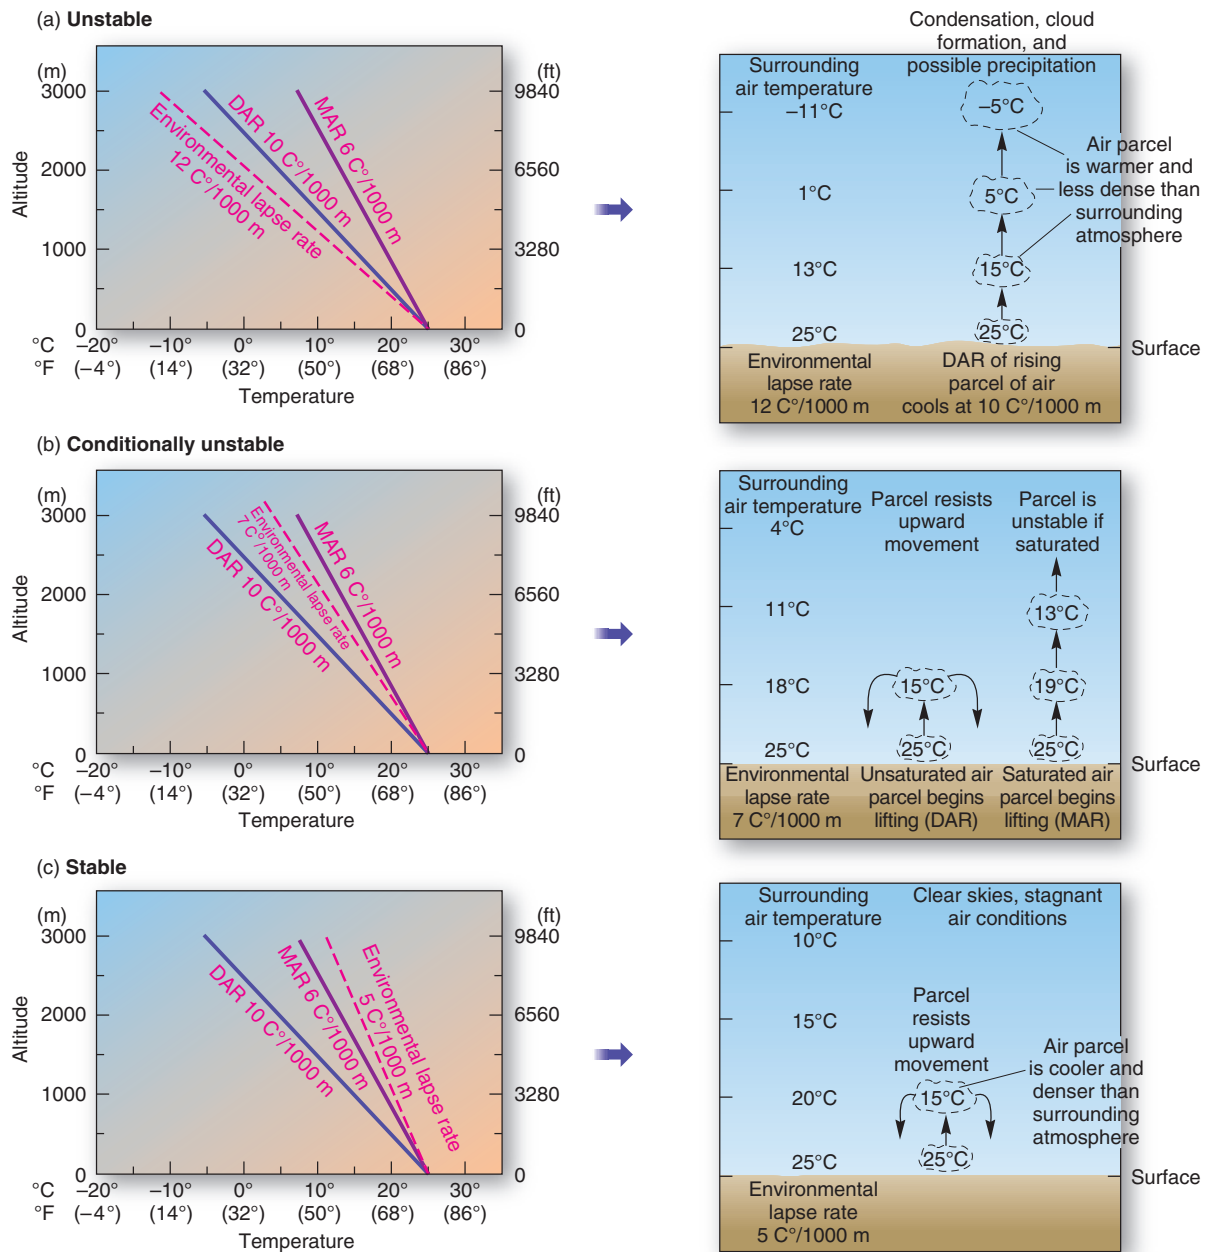 (a) Unstable
(m)
(ft)
3000
2000
1000
0
Altitude
9840
6560
3280
0
Environmental lapse rate
12 C°/1000 m
DAR 10 C°/1000 m
MAR 6 C°/1000 m
°C –20° –10° 0° 10° 20° 30°
°F (–4°) (14°) (32°) (50°) (68°) (86°)
Temperature
Condensation, cloud
formation, and
possible precipitation
Surrounding
air temperature
–11°C
1°C
13°C
25°C
–5°C
5°C
15°C
25°C
Air parcel
is warmer and
less dense than
surrounding
atmosphere
Surface
Environmental
lapse rate
12 C°/1000 m
DAR of rising
parcel of air
cools at 10 C°/1000 m
(b) Conditionally unstable
(m)
(ft)
3000
2000
1000
0
Altitude
9840
6560
3280
0
DAR 10 C°/1000 m
Environmental lapse rate
7 C°/1000 m
MAR 6 C°/1000 m
°C –20° –10° 0° 10° 20° 30°
°F (–4°) (14°) (32°) (50°) (68°) (86°)
Temperature
Surrounding
air temperature
4°C
11°C
18°C
25°C
Parcel resists
upward
movement
15°C
25°C
Parcel is
unstable if
saturated
13°C
19°C
25°C
Surface
Environmental
lapse rate
7 C°/1000 m
Unsaturated air
parcel begins
lifting (DAR)
Saturated air
parcel begins
lifting (MAR)
(c) Stable
(m)
(ft)
3000
2000
1000
0
Altitude
9840
6560
3280
0
DAR 10 C°/1000 m
MAR 6 C°/1000 m
Environmental lapse rate
5 C°/1000 m
°C –20° –10° 0° 10° 20° 30°
°F (–4°) (14°) (32°) (50°) (68°) (86°)
Temperature
Surrounding
air temperature
10°C
15°C
20°C
25°C
Clear skies, stagnant
air conditions
Parcel
resists
upward
movement
15°C
25°C
Air parcel
is cooler and
denser than
surrounding
atmosphere
Surface
Environmental
lapse rate
5 C°/1000 m